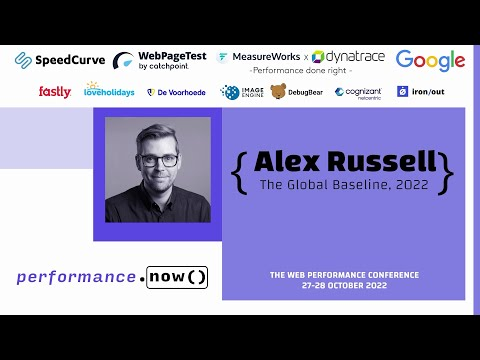 SpeedCurve
WebPageTest
by catchpoint.
MeasureWorks x dynatrace
-Performance done right -
Google
fastly
loveholidays
De Voorhoede
IMAGE
ENGINE
DebugBear
cognizant
netcentric
iron/out
{ Alex Russell }
The Global Baseline, 2022
performance.now()
THE WEB PERFORMANCE CONFERENCE
27-28 OCTOBER 2022